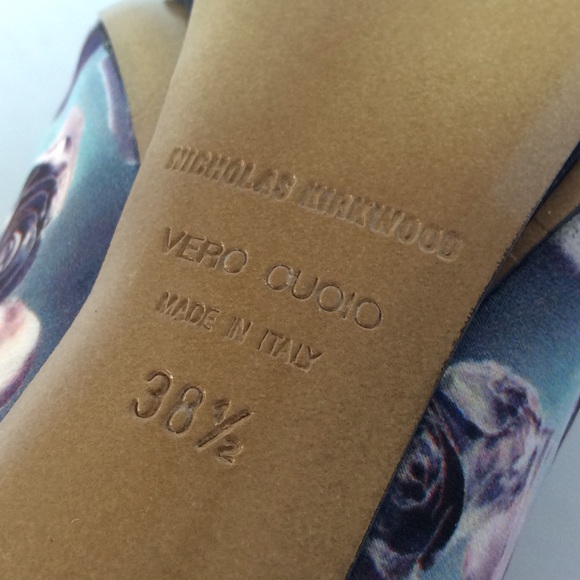 NICHOLAS KIRKWOOD
VERO CUOIO
MADE IN ITALY
38½